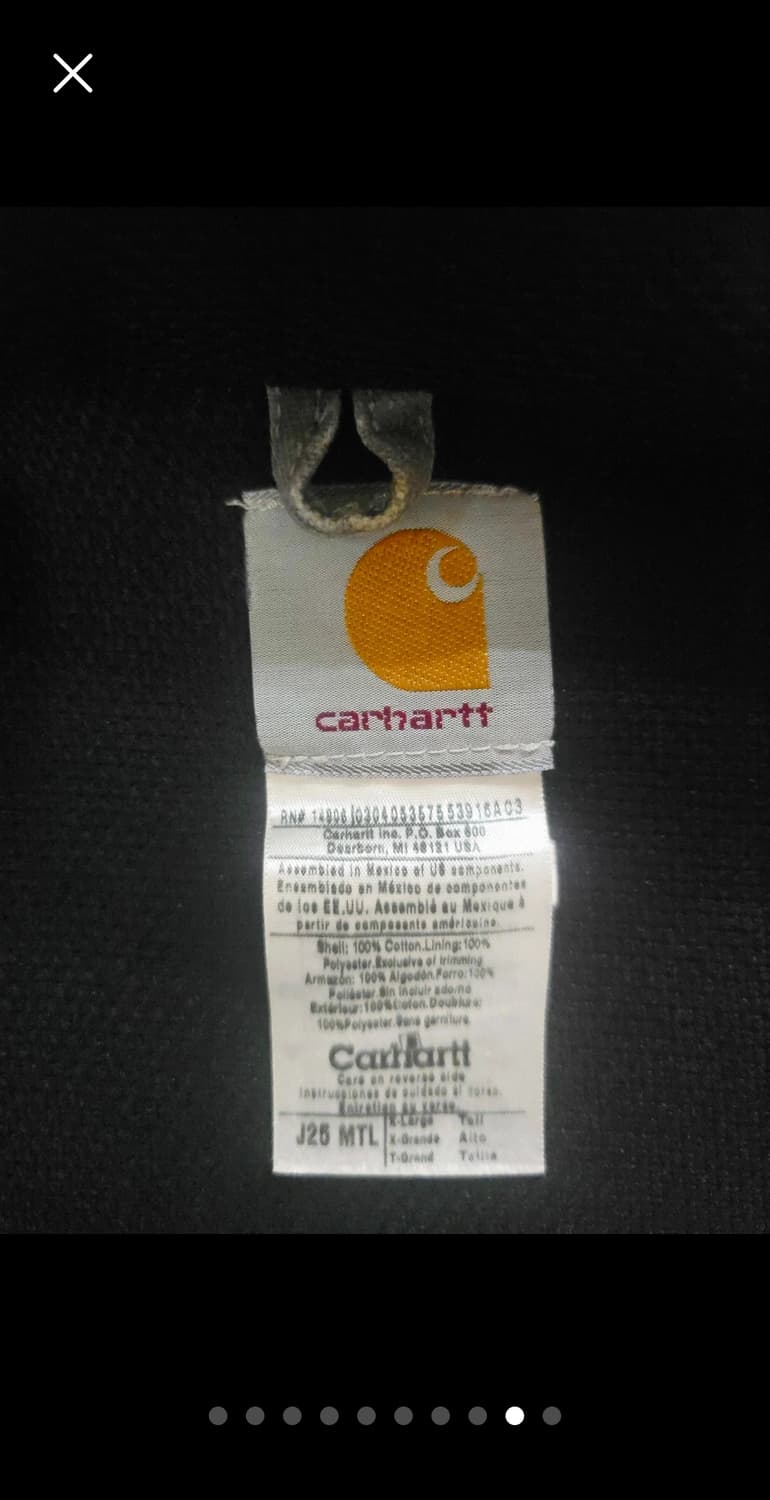 carhartt
RN# 14806 0304053575539 16A03
Carhartt Inc. P.O. Box 600
Dearborn, MI 48121 USA
Assembled in Mexico of US components.
Ensamblado en México de componentes
de los EE.UU. Assemblé au Mexique à
partir de composants américains.
Shell: 100% Cotton.Lining:100%
Polyester.Exclusive of trimming
Armazón: 100% Algodón.Forro:100%
Poliéster.Sin incluir adorno
Extérieur:100%Coton.Doublure:
100%Polyester.Sans garniture
Carhartt
Care on reverse side
Instrucciones de cuidado al verso.
Entretien au verso.
J25 MTL X-Large Tall
X-Grande Alto
T-Grand Taille